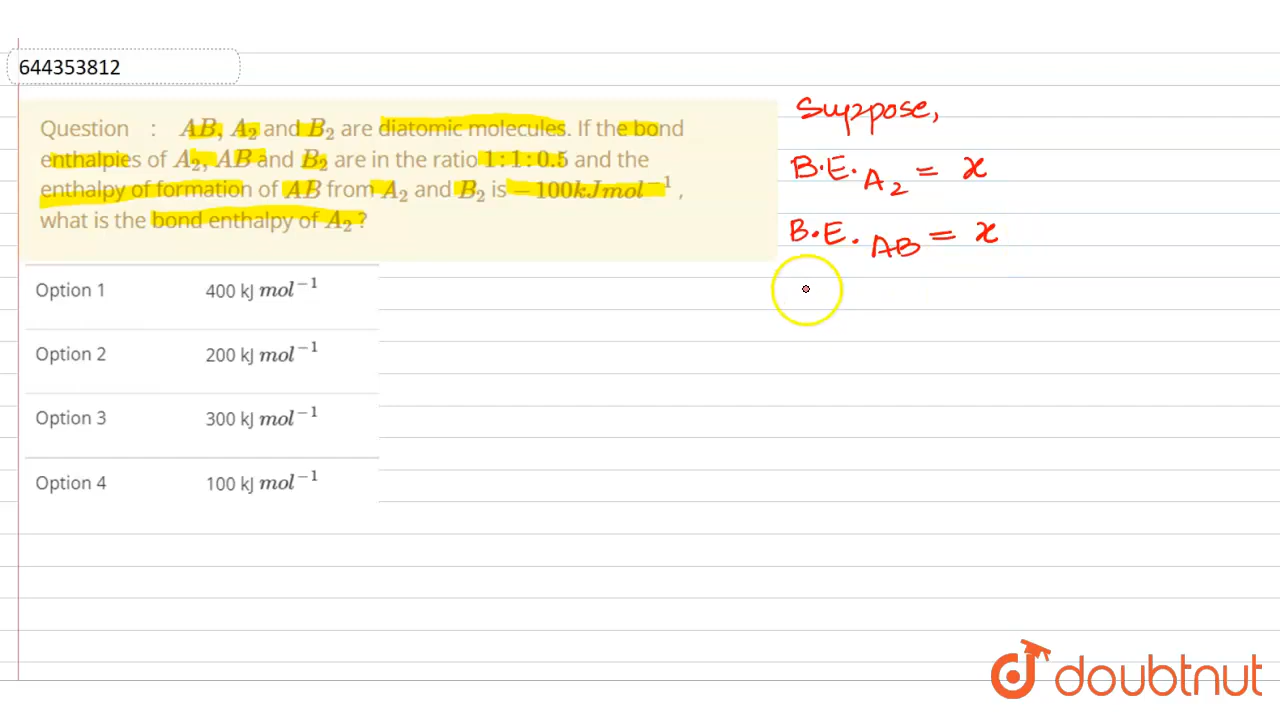 644353812
Question : AB, A₂ and B₂ are diatomic molecules. If the bond
enthalpies of A₂, AB and B₂ are in the ratio 1 : 1 : 0.5 and the
enthalpy of formation of AB from A₂ and B₂ is −100kJmol⁻¹ ,
what is the bond enthalpy of A₂ ?
Option 1 400 kJ mol⁻¹
Option 2 200 kJ mol⁻¹
Option 3 300 kJ mol⁻¹
Option 4 100 kJ mol⁻¹
Suppose,
B.E. A₂ = x
B.E. AB = x
doubtnut